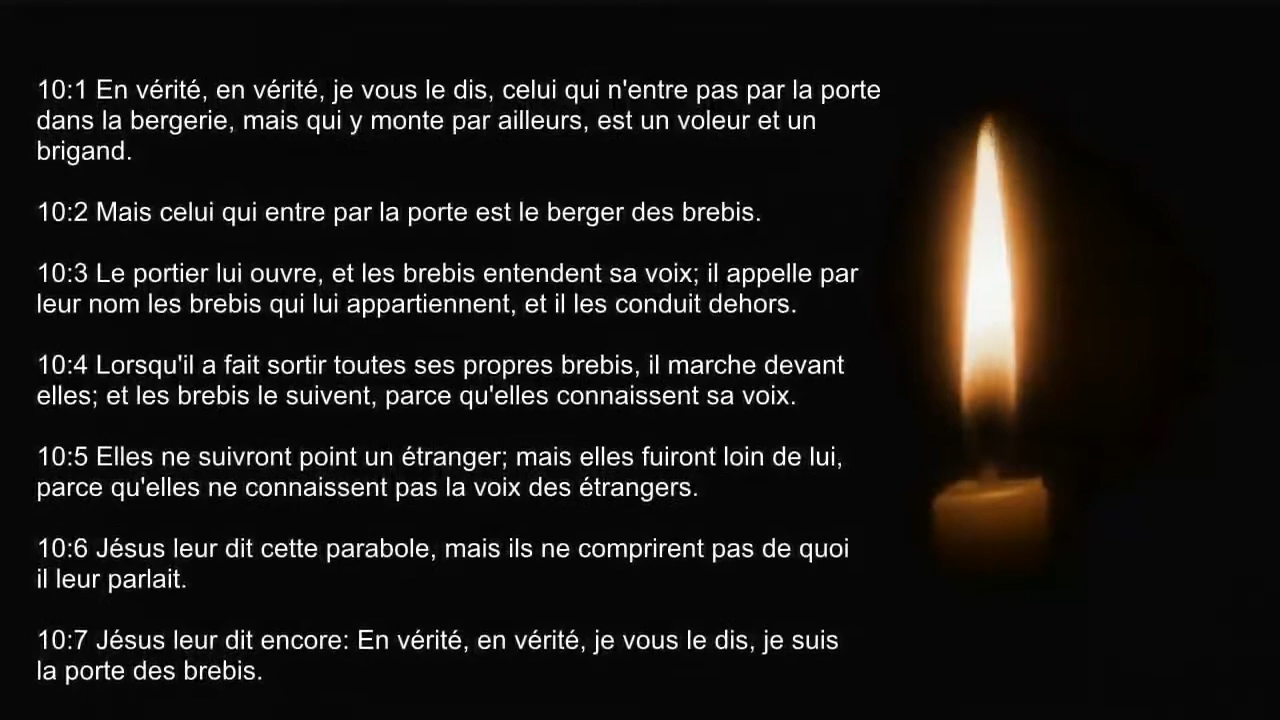 10:1 En vérité, en vérité, je vous le dis, celui qui n'entre pas par la porte
dans la bergerie, mais qui y monte par ailleurs, est un voleur et un
brigand.
10:2 Mais celui qui entre par la porte est le berger des brebis.
10:3 Le portier lui ouvre, et les brebis entendent sa voix; il appelle par
leur nom les brebis qui lui appartiennent, et il les conduit dehors.
10:4 Lorsqu'il a fait sortir toutes ses propres brebis, il marche devant
elles; et les brebis le suivent, parce qu'elles connaissent sa voix.
10:5 Elles ne suivront point un étranger; mais elles fuiront loin de lui,
parce qu'elles ne connaissent pas la voix des étrangers.
10:6 Jésus leur dit cette parabole, mais ils ne comprirent pas de quoi
il leur parlait.
10:7 Jésus leur dit encore: En vérité, en vérité, je vous le dis, je suis
la porte des brebis.